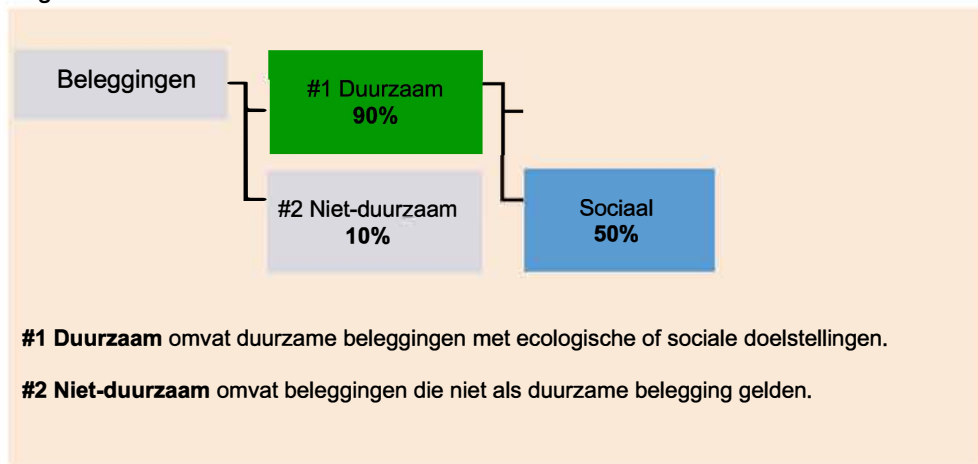 Beleggingen
#1 Duurzaam
90%
#2 Niet-duurzaam
10%
Sociaal
50%
#1 Duurzaam omvat duurzame beleggingen met ecologische of sociale doelstellingen.
#2 Niet-duurzaam omvat beleggingen die niet als duurzame belegging gelden.